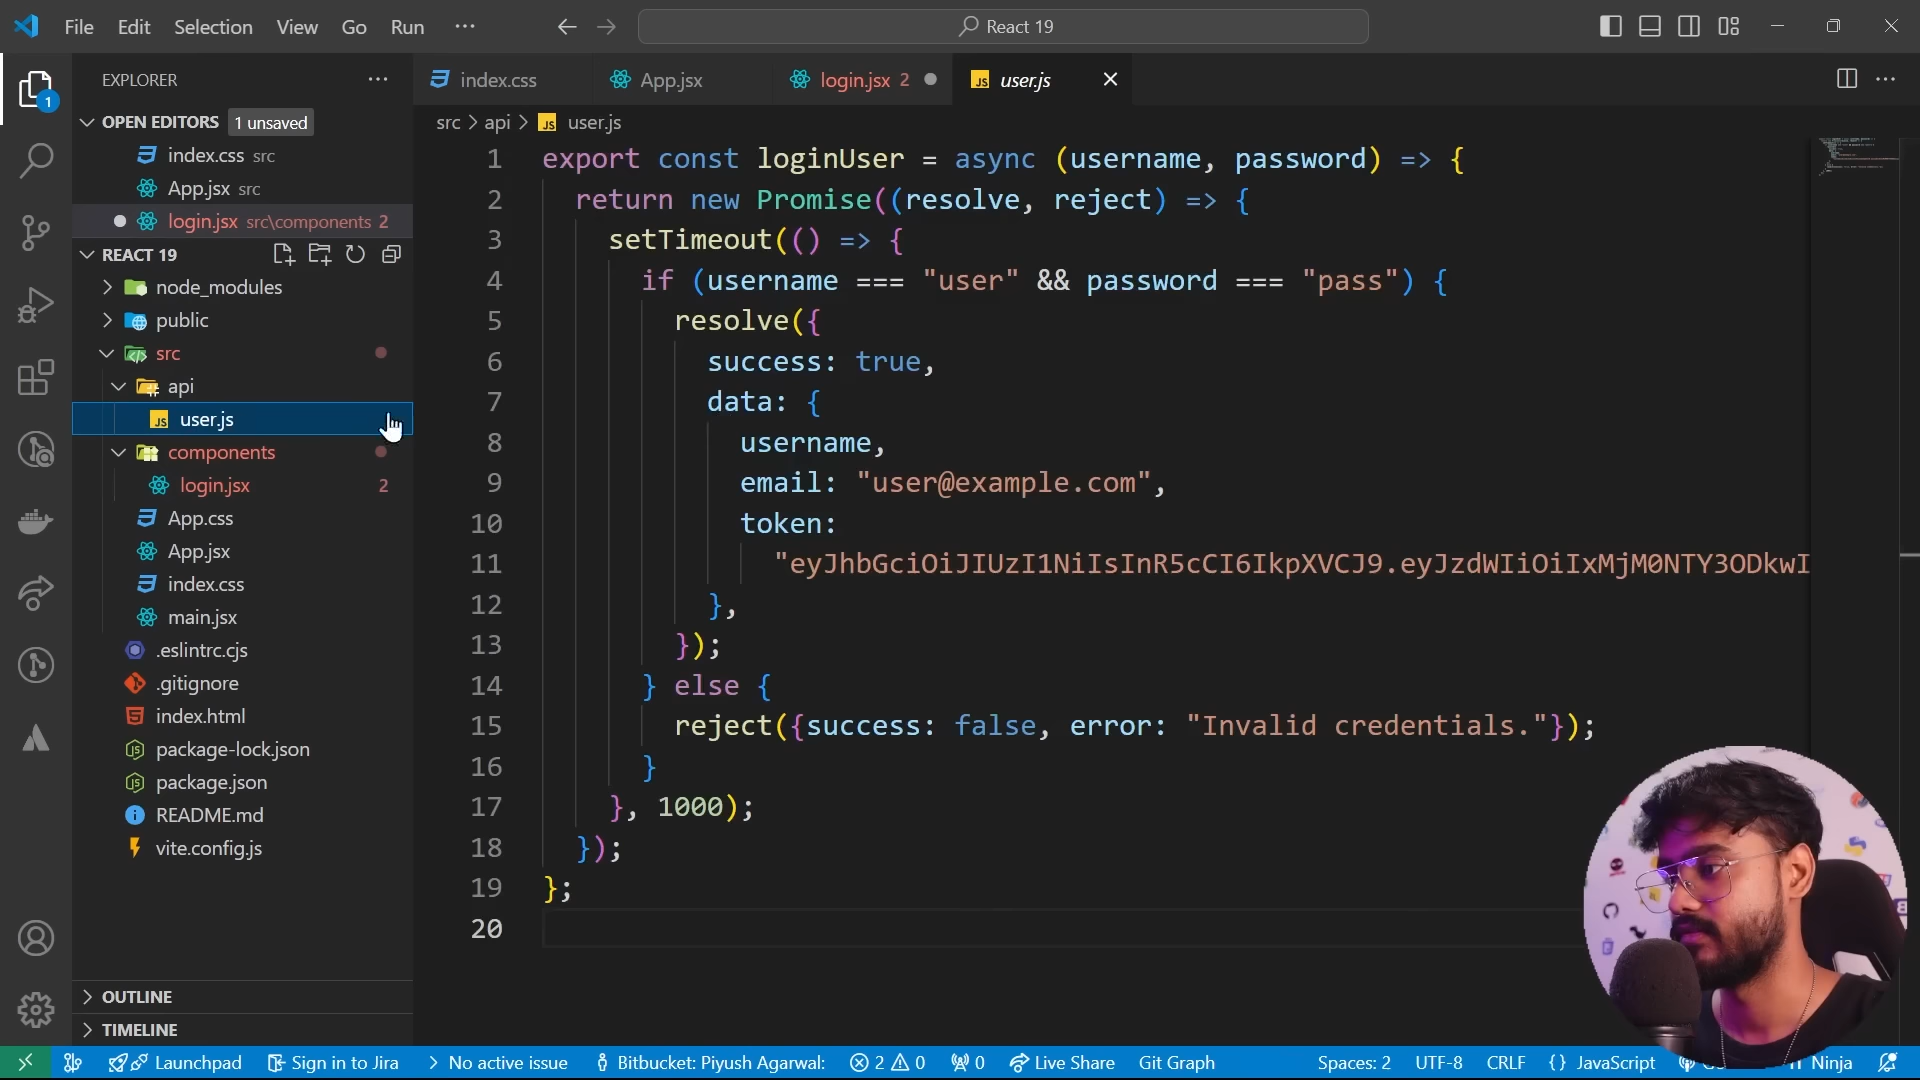 File Edit Selection View Go Run ··· React 19
EXPLORER ···
OPEN EDITORS 1 unsaved
index.css src
App.jsx src
login.jsx src\components 2
REACT 19
node_modules
public
src
api
user.js
components
login.jsx 2
App.css
App.jsx
index.css
main.jsx
.eslintrc.cjs
.gitignore
index.html
package-lock.json
package.json
README.md
vite.config.js
OUTLINE
TIMELINE
1
index.css App.jsx login.jsx 2 JS user.js
src > api > JS user.js
1 export const loginUser = async (username, password) => {
2 return new Promise((resolve, reject) => {
3 setTimeout(() => {
4 if (username === "user" && password === "pass") {
5 resolve({
6 success: true,
7 data: {
8 username,
9 email: "user@example.com",
10 token:
11 "eyJhbGciOiJIUzI1NiIsInR5cCI6IkpXVCJ9.eyJzdWIiOiIxMjM0NTY3ODkwI
12 },
13 });
14 } else {
15 reject({success: false, error: "Invalid credentials."});
16 }
17 }, 1000);
18 });
19 };
20
Launchpad Sign in to Jira No active issue Bitbucket: Piyush Agarwal: 2 0 0 Live Share Git Graph Spaces: 2 UTF-8 CRLF {} JavaScript Ninja